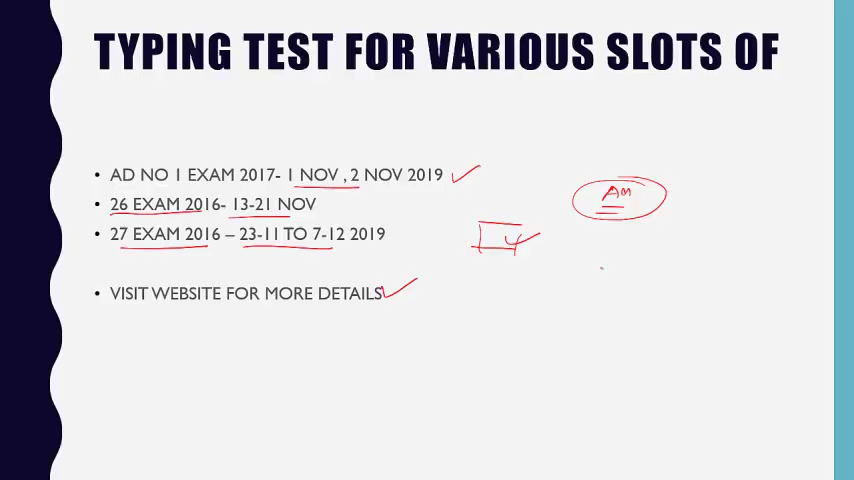 TYPING TEST FOR VARIOUS SLOTS OF
• AD NO 1 EXAM 2017- 1 NOV , 2 NOV 2019
• 26 EXAM 2016- 13-21 NOV
• 27 EXAM 2016 – 23-11 TO 7-12 2019
• VISIT WEBSITE FOR MORE DETAILS
Am